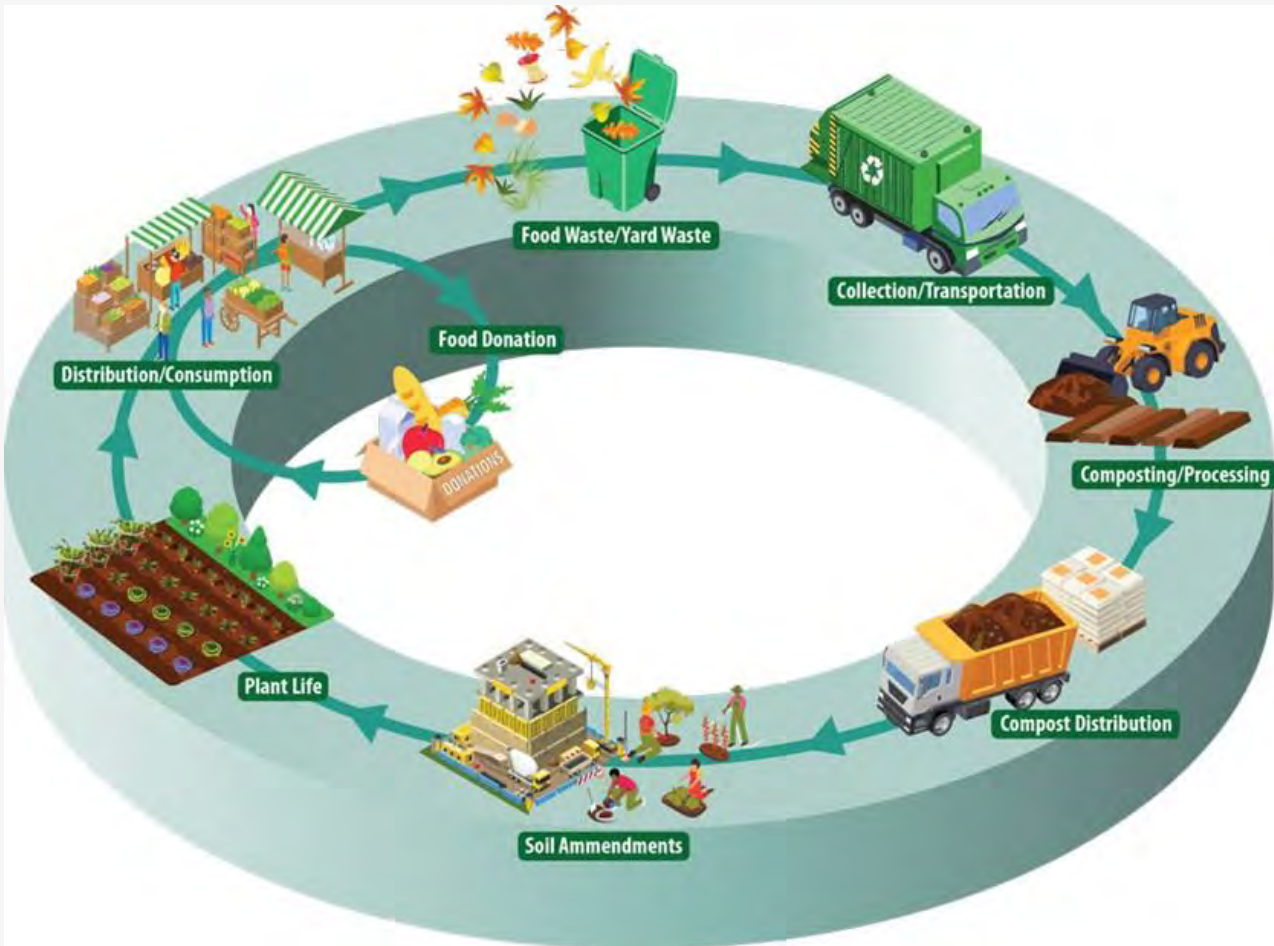 Food Waste/Yard Waste
Collection/Transportation
Food Donation
Distribution/Consumption
DONATIONS
Composting/Processing
Plant Life
Compost Distribution
Soil Ammendments